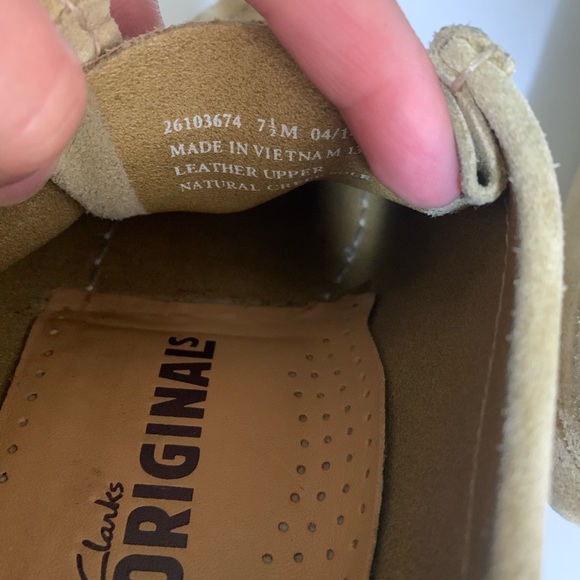 26103674 7½M 04/1
MADE IN VIETNAM
LEATHER UPPER
NATURAL
Clarks
ORIGINALS